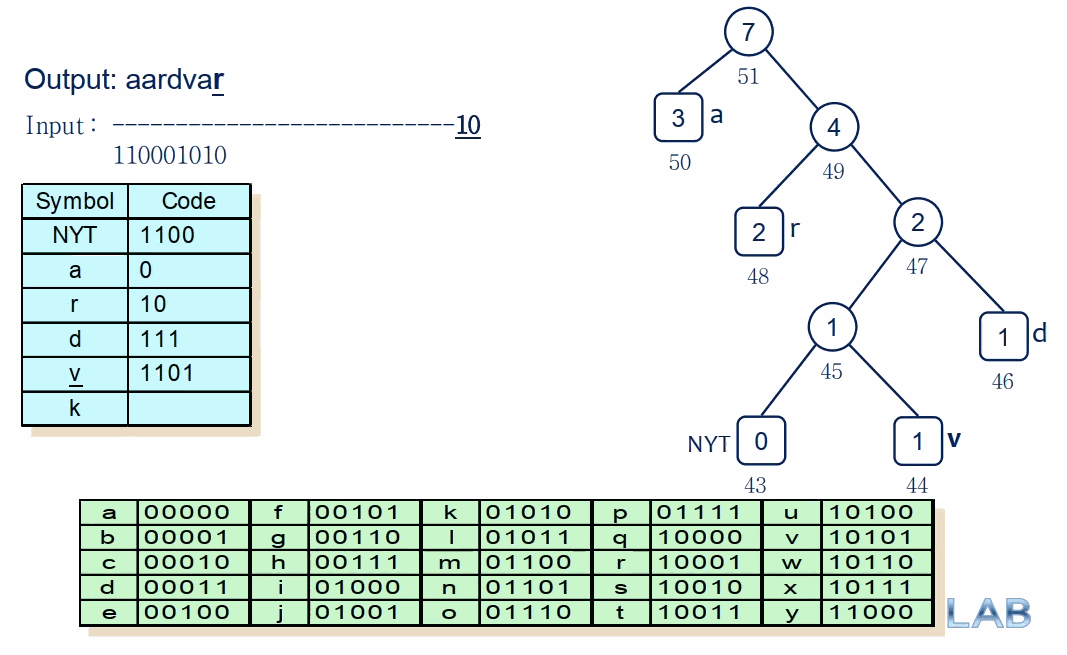 Output: aardvar
Input : ---------------------------10
110001010
Symbol Code
NYT 1100
a 0
r 10
d 111
v 1101
k
7
51
3 a
50
4
49
2 r
48
2
47
1
45
1 d
46
NYT 0
43
1 v
44
a 00000 f 00101 k 01010 p 01111 u 10100
b 00001 g 00110 l 01011 q 10000 v 10101
c 00010 h 00111 m 01100 r 10001 w 10110
d 00011 i 01000 n 01101 s 10010 x 10111
e 00100 j 01001 o 01110 t 10011 y 11000
LAB